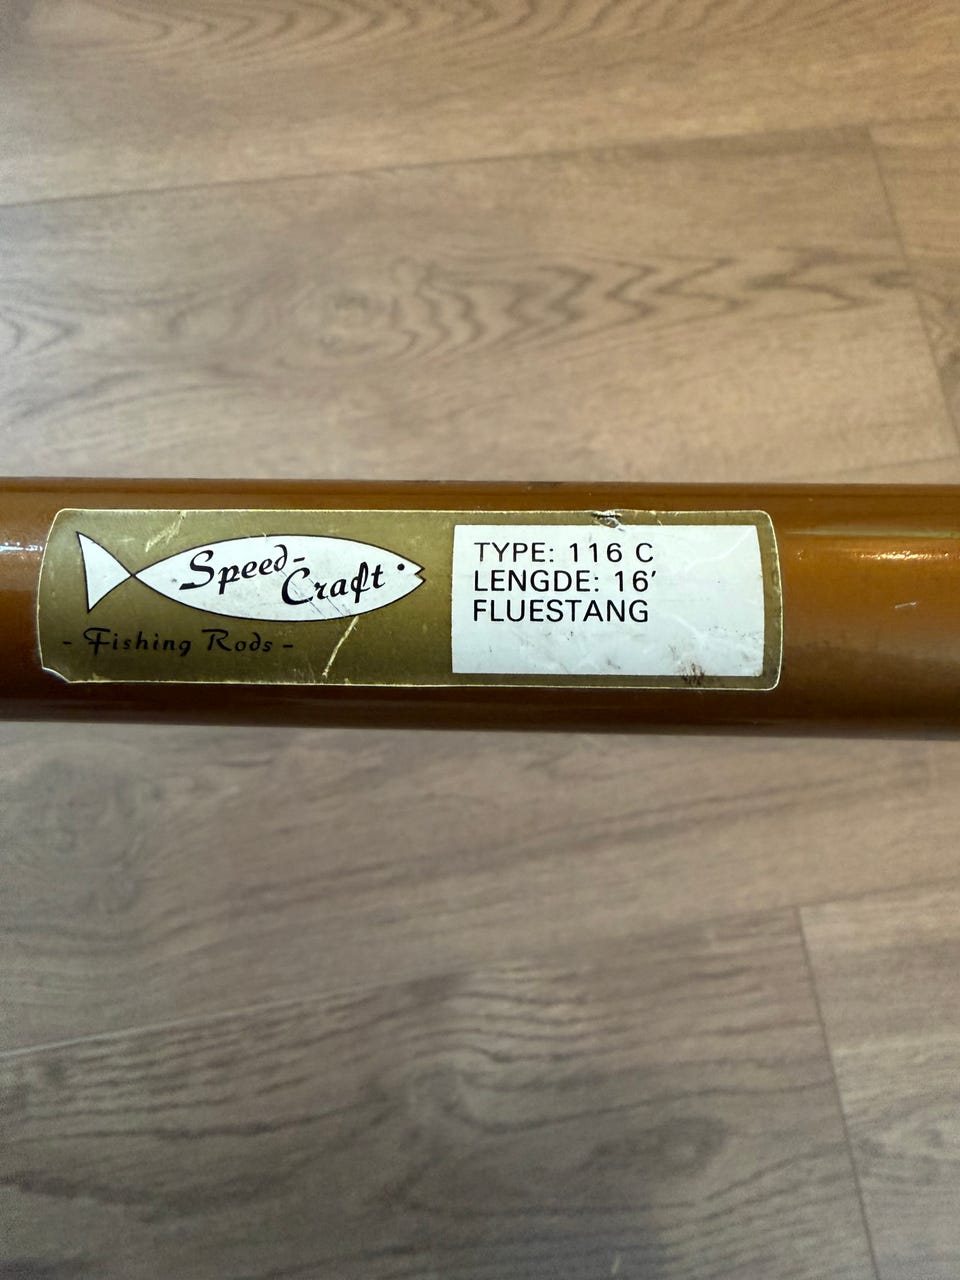 Speed-
Craft
- Fishing Rods -
TYPE: 116 C
LENGDE: 16′
FLUESTANG